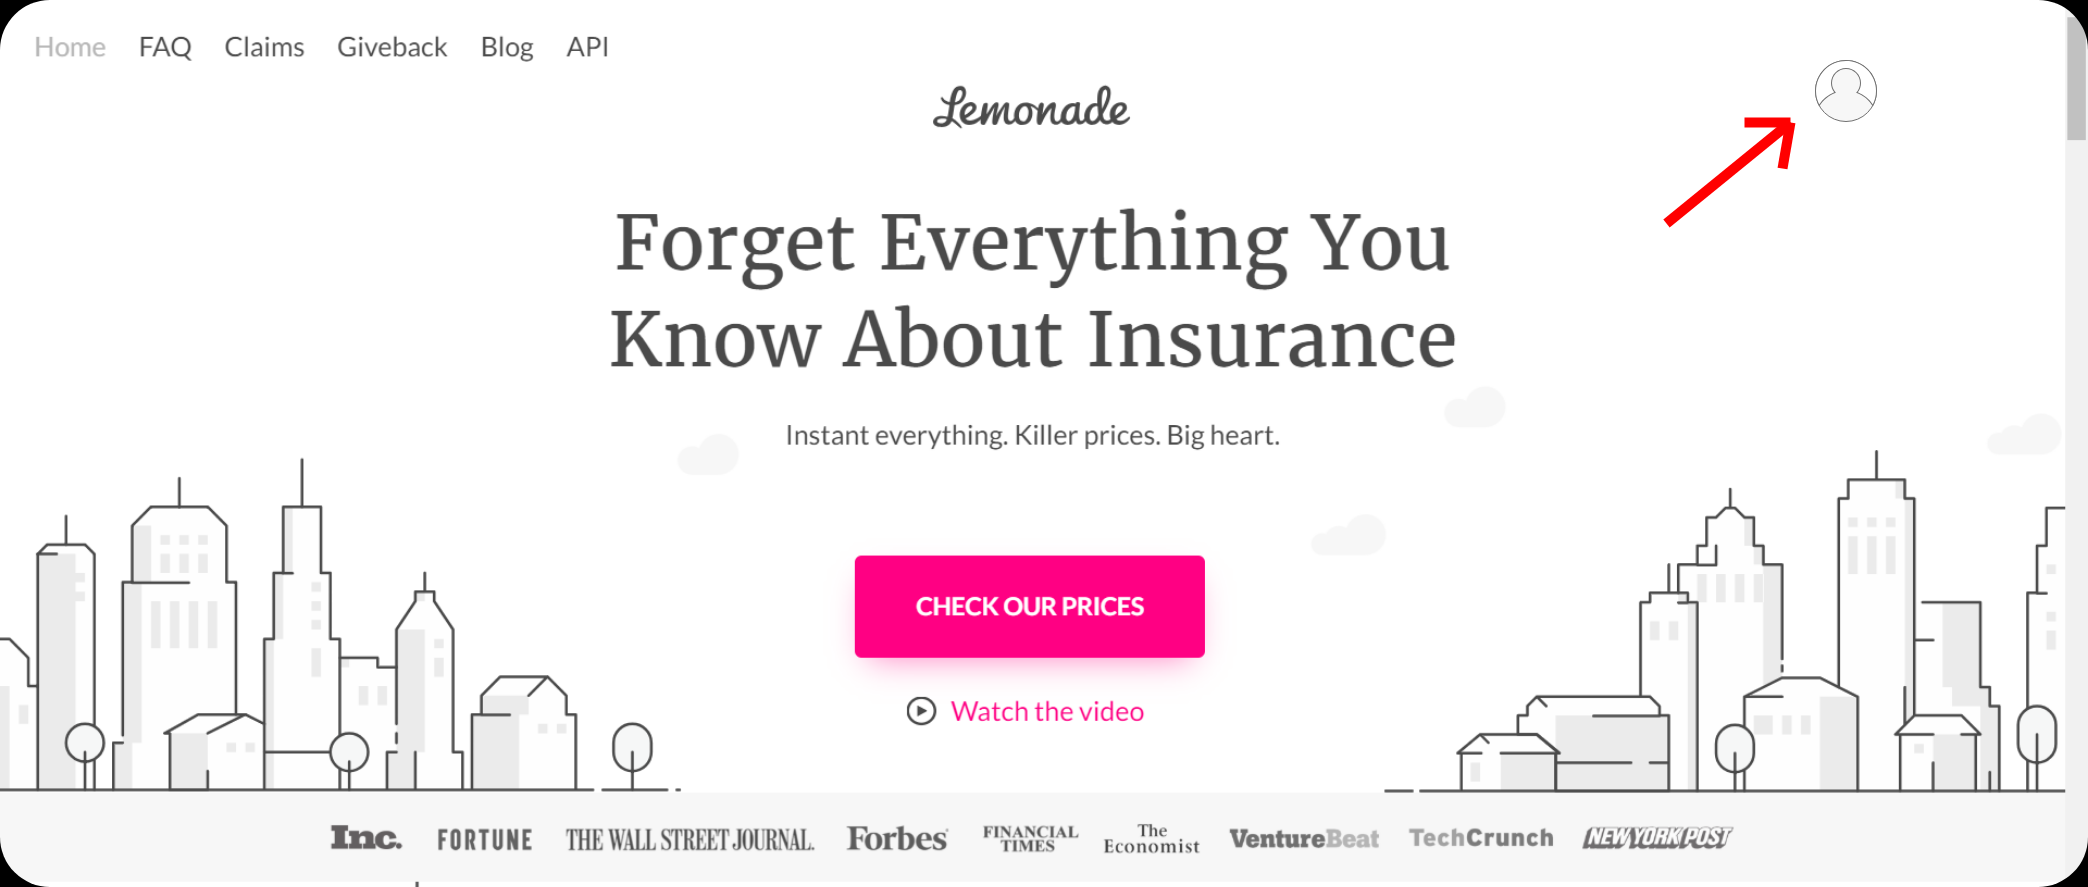 Home FAQ Claims Giveback Blog API
Lemonade
Forget Everything You
Know About Insurance
Instant everything. Killer prices. Big heart.
CHECK OUR PRICES
Watch the video
Inc. FORTUNE THE WALL STREET JOURNAL. Forbes FINANCIAL TIMES The Economist VentureBeat TechCrunch NEW YORK POST